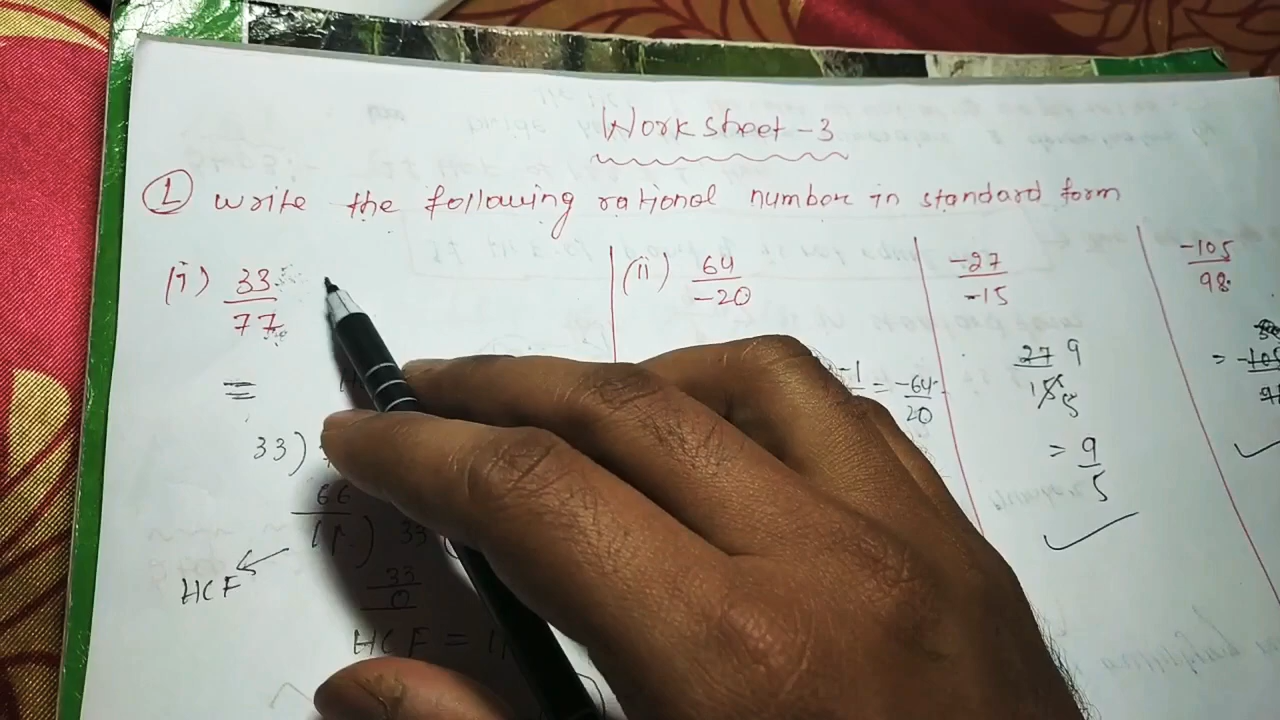 Worksheet-3
① write the following rational number in standard form
(i) 33/77
=
33)
66
11) 33 (
33
0
HCF
HCF = 11
(ii) 64/-20
-1 = -64/20
-27/-15
27 9
15 5
= 9/5
-105/98
= -105